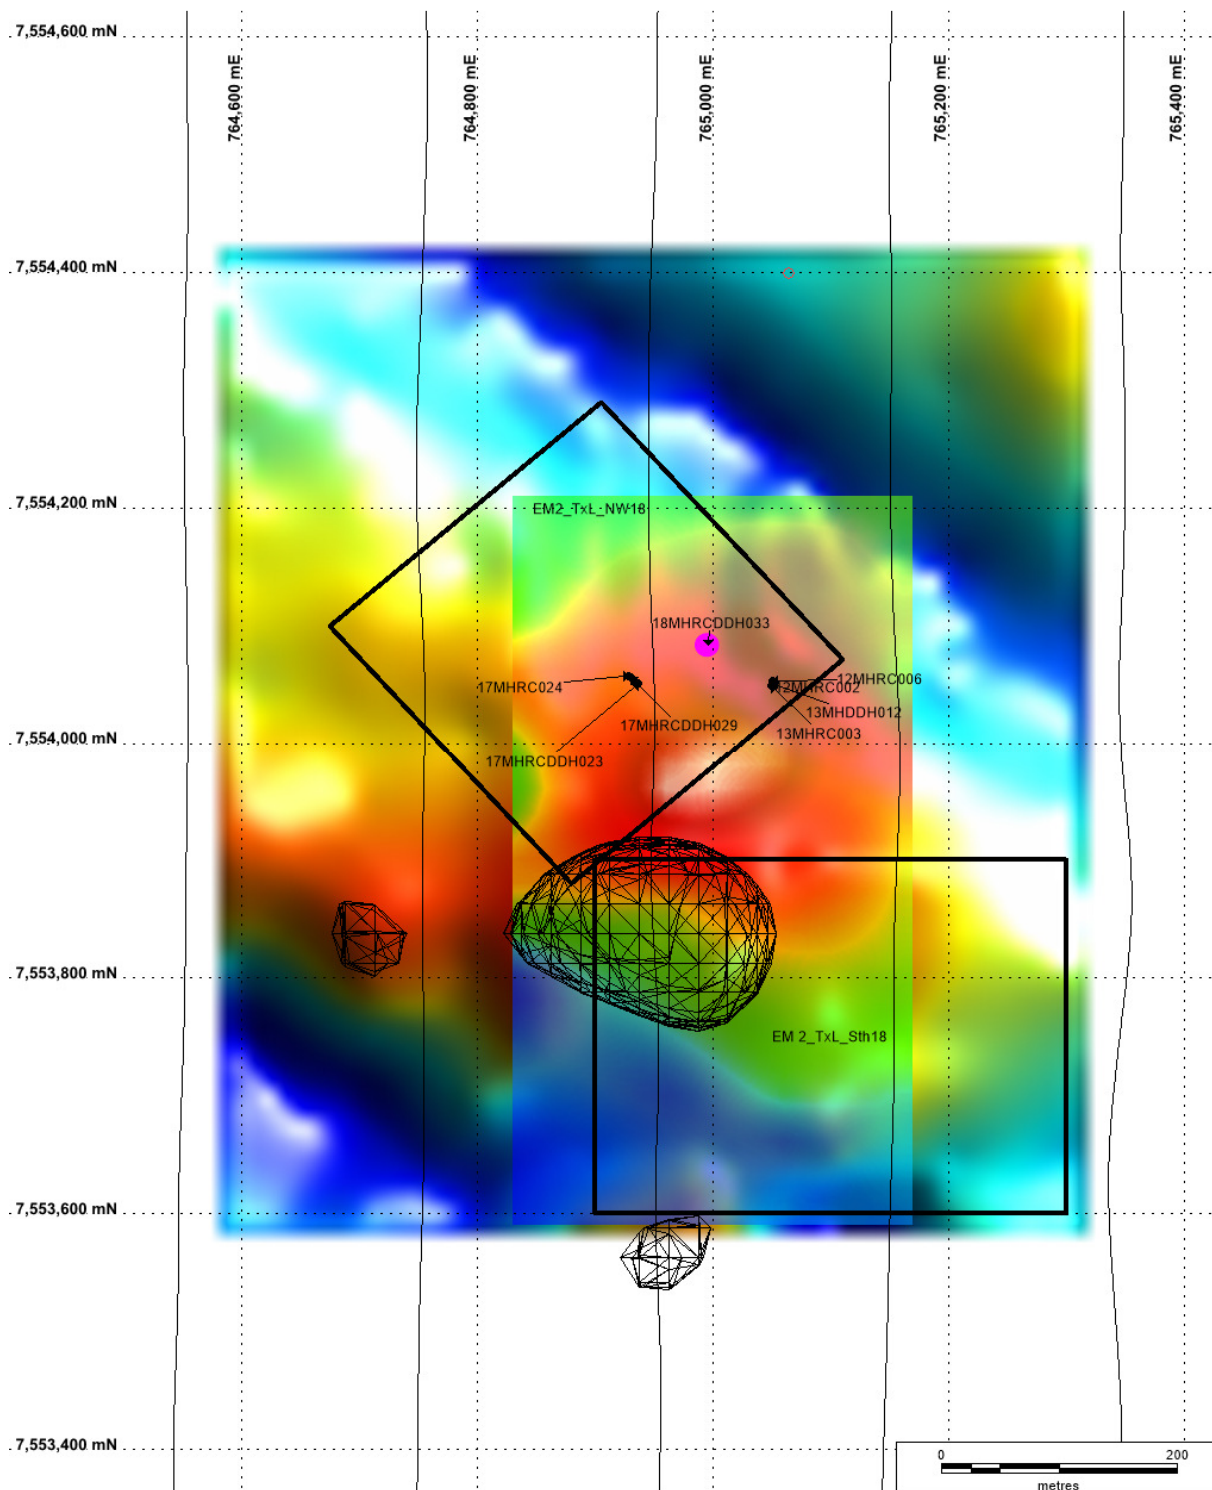 7,554,600 mN
764,600 mE
764,800 mE
765,000 mE
765,200 mE
765,400 mE
7,554,400 mN
7,554,200 mN
EM2_TxL_NW18
18MHRCDDH033
17MHRC024
12MHRC006
12MHRC002
13MHDDH012
17MHRCDDH029
13MHRC003
7,554,000 mN
17MHRCDDH023
7,553,800 mN
EM 2_TxL_Sth18
7,553,600 mN
7,553,400 mN
0 200
metres